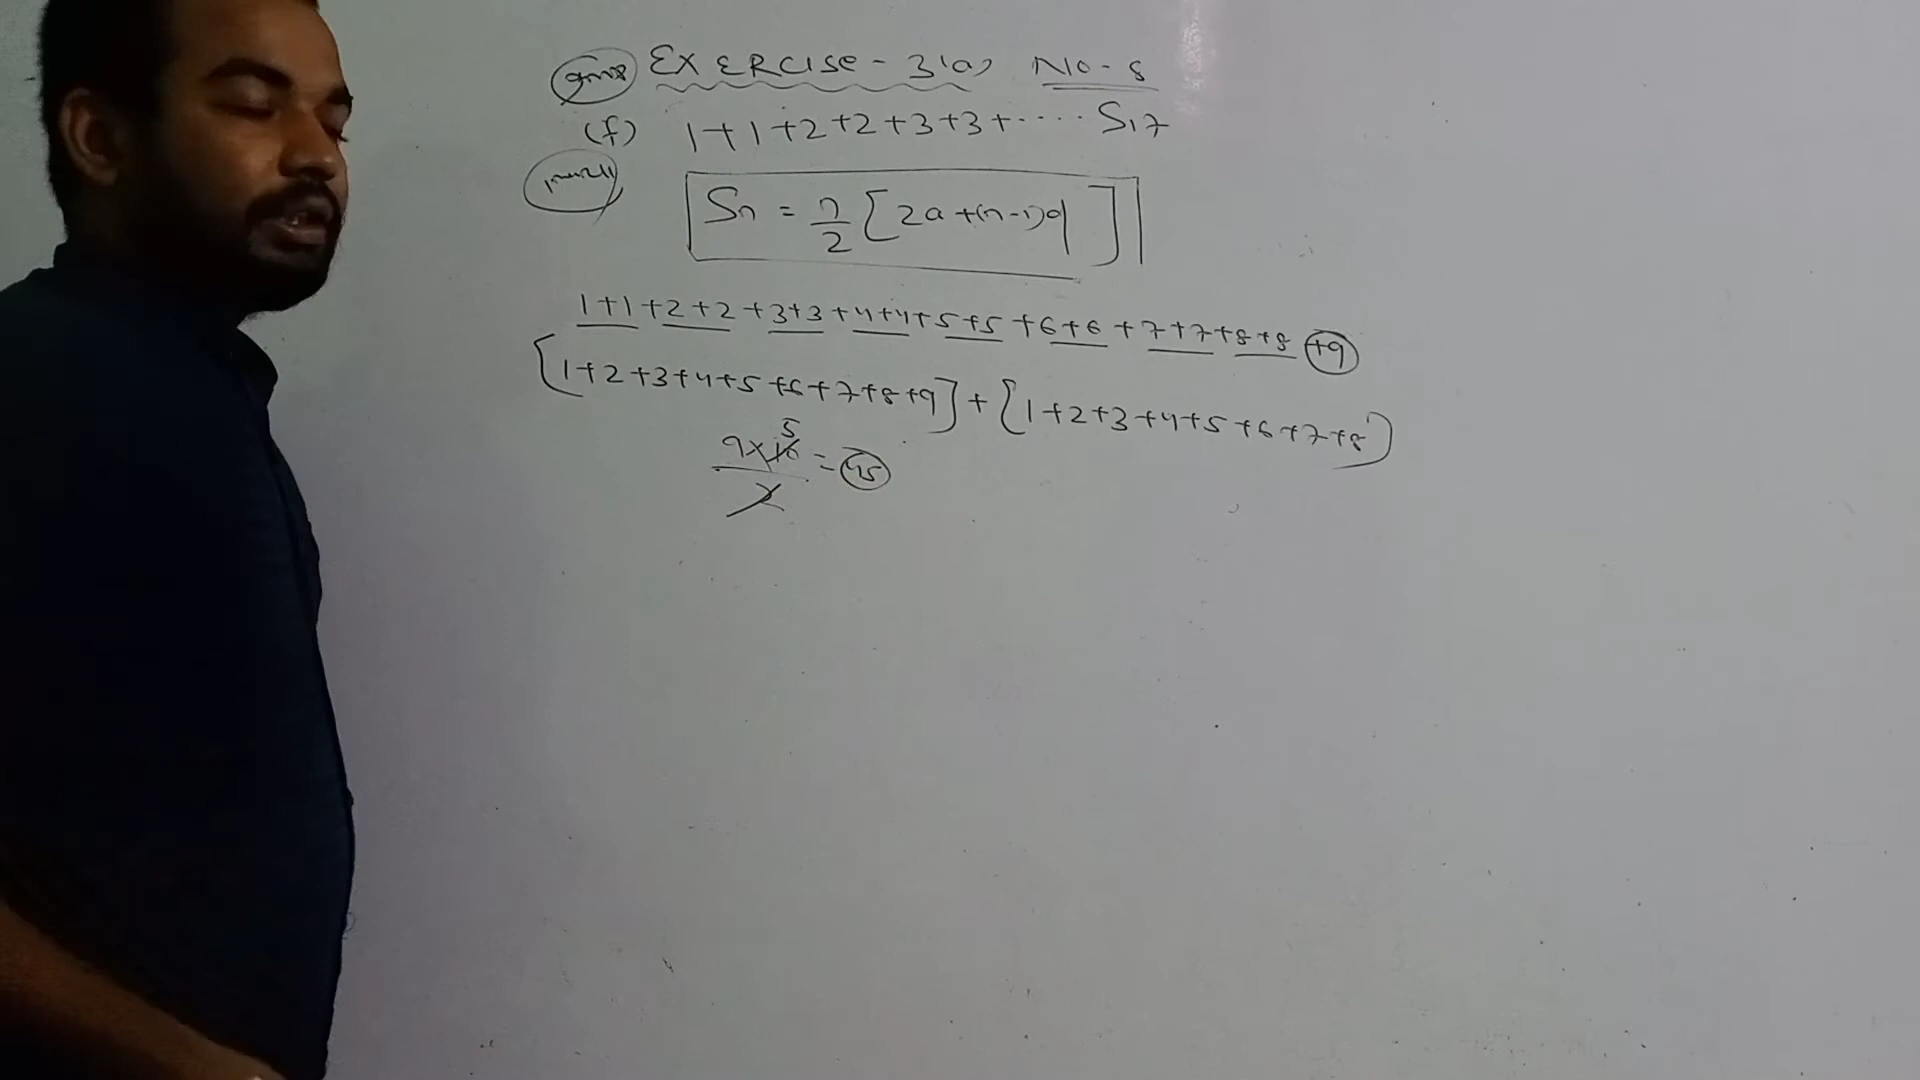 EXERCISE - 3(a) NO - 8
(f) 1+1+2+2+3+3+..... S17
Sn = n/2 [2a+(n-1)d]
1+1+2+2+3+3+4+4+5+5+6+6+7+7+8+8+9
[1+2+3+4+5+6+7+8+9]+[1+2+3+4+5+6+7+8]
5
9×10/2 = 45